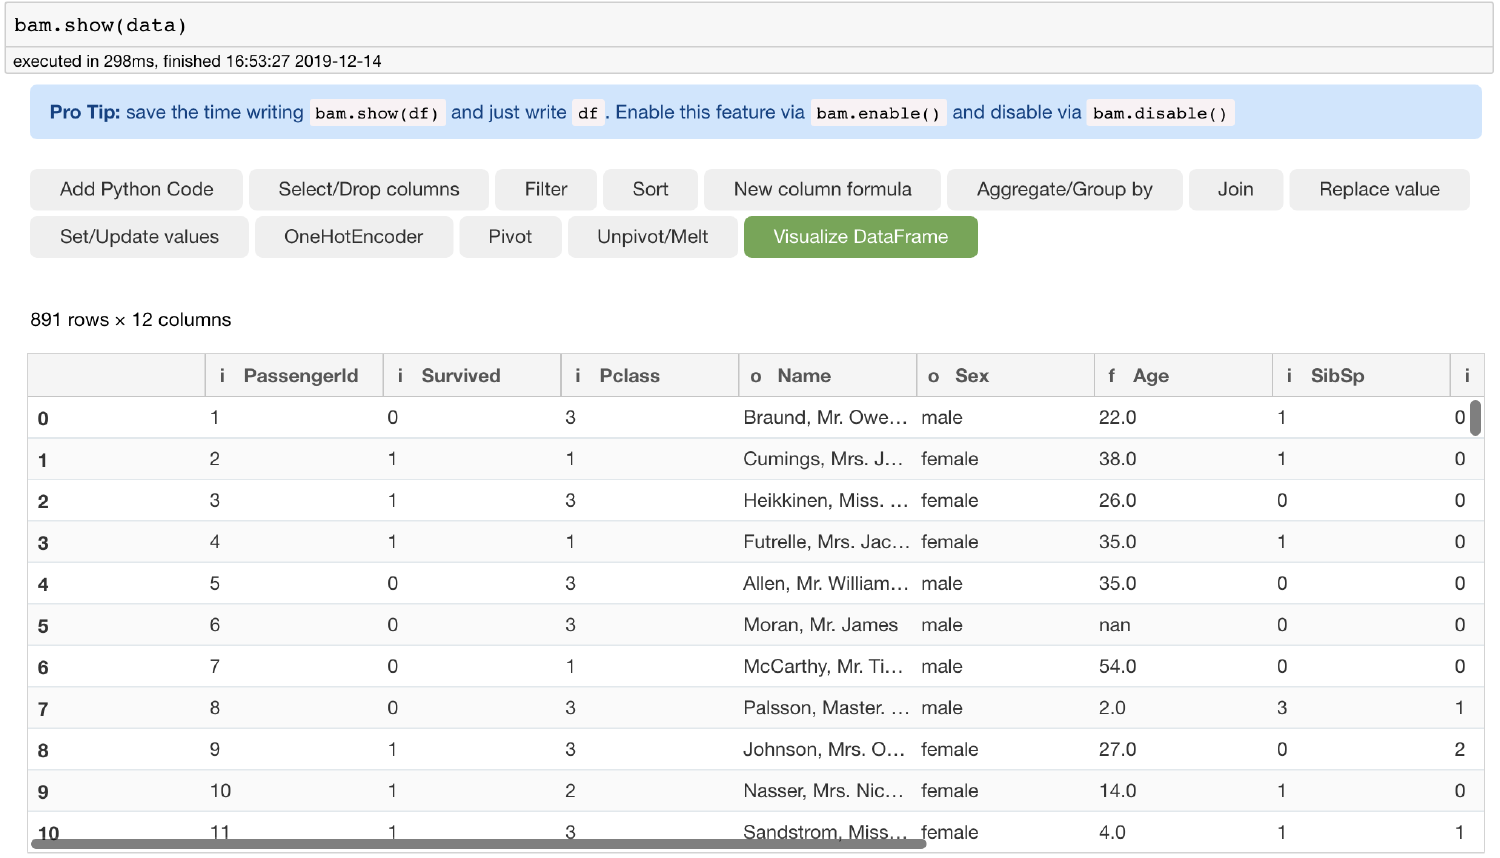 bam.show(data)
executed in 298ms, finished 16:53:27 2019-12-14
Pro Tip: save the time writing bam.show(df) and just write df . Enable this feature via bam.enable() and disable via bam.disable()
Add Python Code Select/Drop columns Filter Sort New column formula Aggregate/Group by Join Replace value
Set/Update values OneHotEncoder Pivot Unpivot/Melt Visualize DataFrame
891 rows × 12 columns
i PassengerId i Survived i Pclass o Name o Sex f Age i SibSp i
0 1 0 3 Braund, Mr. Owe... male 22.0 1 0
1 2 1 1 Cumings, Mrs. J... female 38.0 1 0
2 3 1 3 Heikkinen, Miss. ... female 26.0 0 0
3 4 1 1 Futrelle, Mrs. Jac... female 35.0 1 0
4 5 0 3 Allen, Mr. William... male 35.0 0 0
5 6 0 3 Moran, Mr. James male nan 0 0
6 7 0 1 McCarthy, Mr. Ti... male 54.0 0 0
7 8 0 3 Palsson, Master. ... male 2.0 3 1
8 9 1 3 Johnson, Mrs. O... female 27.0 0 2
9 10 1 2 Nasser, Mrs. Nic... female 14.0 1 0
10 11 1 3 Sandstrom, Miss... female 4.0 1 1